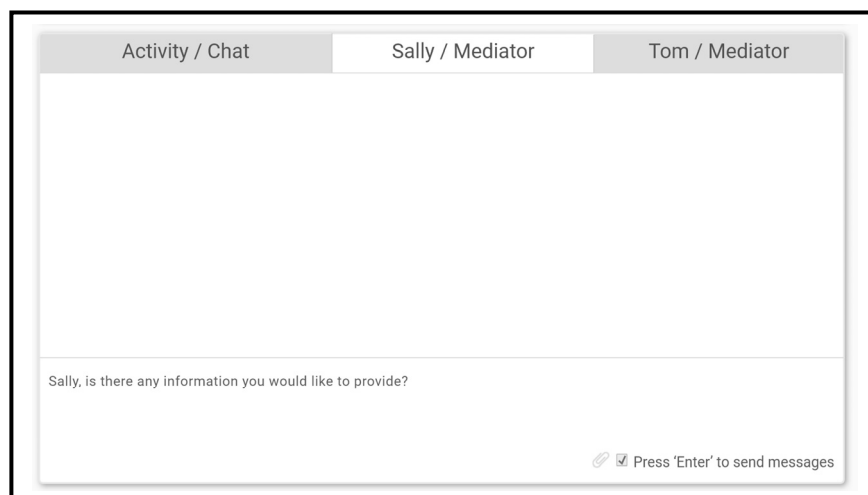 Activity / Chat
Sally / Mediator
Tom / Mediator
Sally, is there any information you would like to provide?
Press ‘Enter’ to send messages